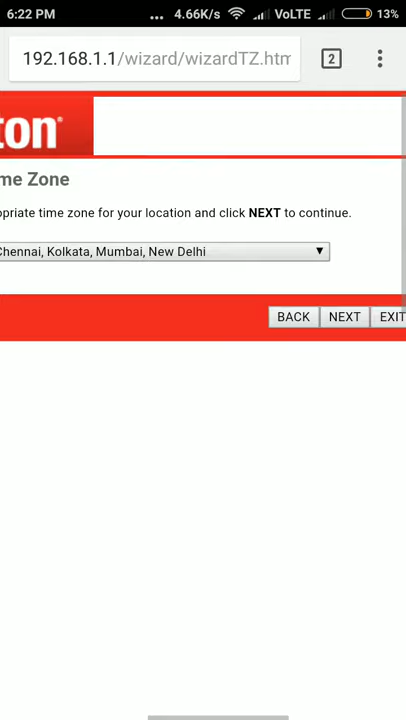 6:22 PM ... 4.66K/s VoLTE 13%
192.168.1.1/wizard/wizardTZ.htm
2
ton®
me Zone
opriate time zone for your location and click NEXT to continue.
Chennai, Kolkata, Mumbai, New Delhi
BACK NEXT EXIT